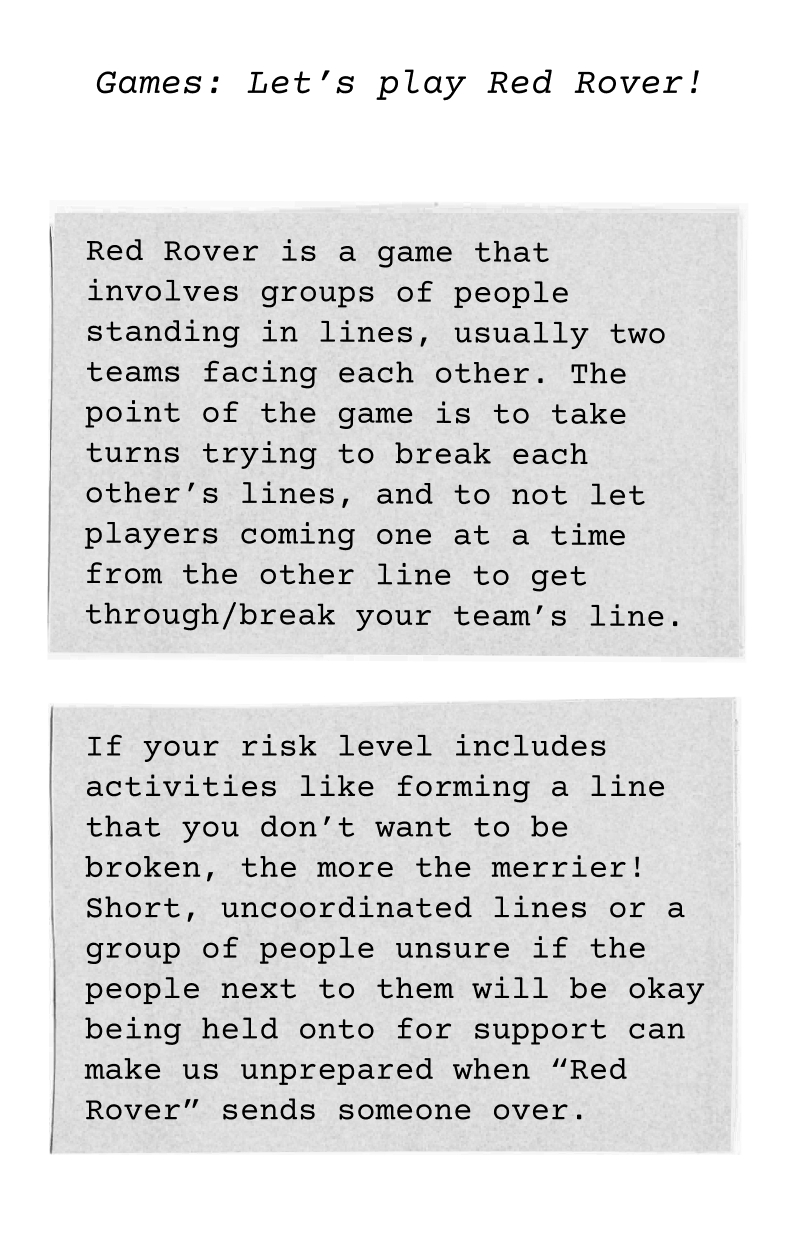 Games: Let’s play Red Rover!
Red Rover is a game that
involves groups of people
standing in lines, usually two
teams facing each other. The
point of the game is to take
turns trying to break each
other’s lines, and to not let
players coming one at a time
from the other line to get
through/break your team’s line.
If your risk level includes
activities like forming a line
that you don’t want to be
broken, the more the merrier!
Short, uncoordinated lines or a
group of people unsure if the
people next to them will be okay
being held onto for support can
make us unprepared when “Red
Rover” sends someone over.